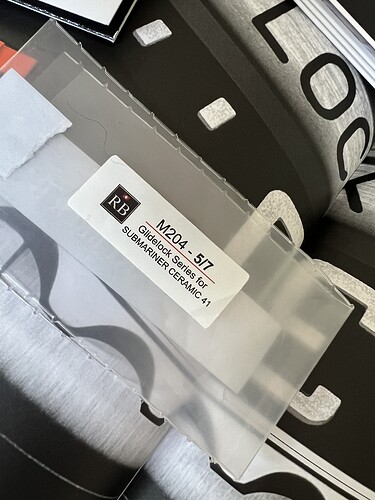 LOCK
RB
M204 - 5/7
Glidelock Series for
SUBMARINER CERAMIC 41